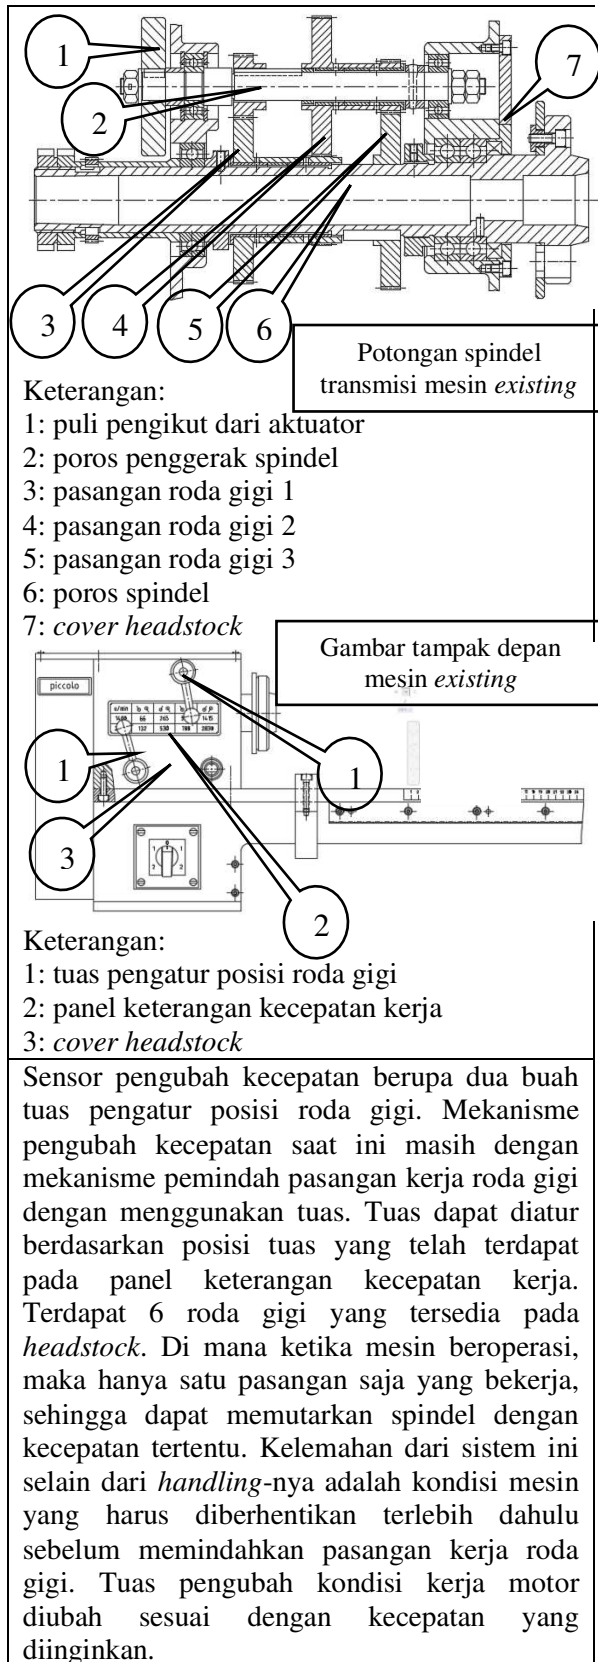 1
7
2
3
4
5
6
Potongan spindel
transmisi mesin existing
Keterangan:
1: puli pengikut dari aktuator
2: poros penggerak spindel
3: pasangan roda gigi 1
4: pasangan roda gigi 2
5: pasangan roda gigi 3
6: poros spindel
7: cover headstock
Gambar tampak depan
mesin existing
piccolo
1400 66 265 1415
132 530 2830
1
1
3
2
Keterangan:
1: tuas pengatur posisi roda gigi
2: panel keterangan kecepatan kerja
3: cover headstock
Sensor pengubah kecepatan berupa dua buah
tuas pengatur posisi roda gigi. Mekanisme
pengubah kecepatan saat ini masih dengan
mekanisme pemindah pasangan kerja roda gigi
dengan menggunakan tuas. Tuas dapat diatur
berdasarkan posisi tuas yang telah terdapat
pada panel keterangan kecepatan kerja.
Terdapat 6 roda gigi yang tersedia pada
headstock. Di mana ketika mesin beroperasi,
maka hanya satu pasangan saja yang bekerja,
sehingga dapat memutarkan spindel dengan
kecepatan tertentu. Kelemahan dari sistem ini
selain dari handling-nya adalah kondisi mesin
yang harus diberhentikan terlebih dahulu
sebelum memindahkan pasangan kerja roda
gigi. Tuas pengubah kondisi kerja motor
diubah sesuai dengan kecepatan yang
diinginkan.